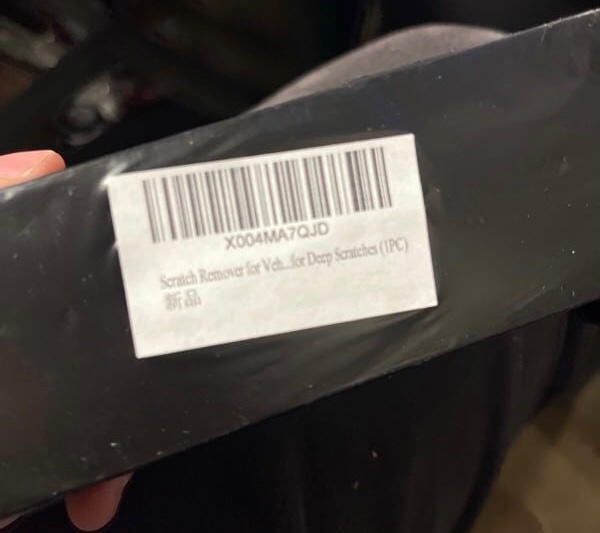 X004MA7QJD
Scratch Remover for Veh...for Deep Scratches (1PC)
新品